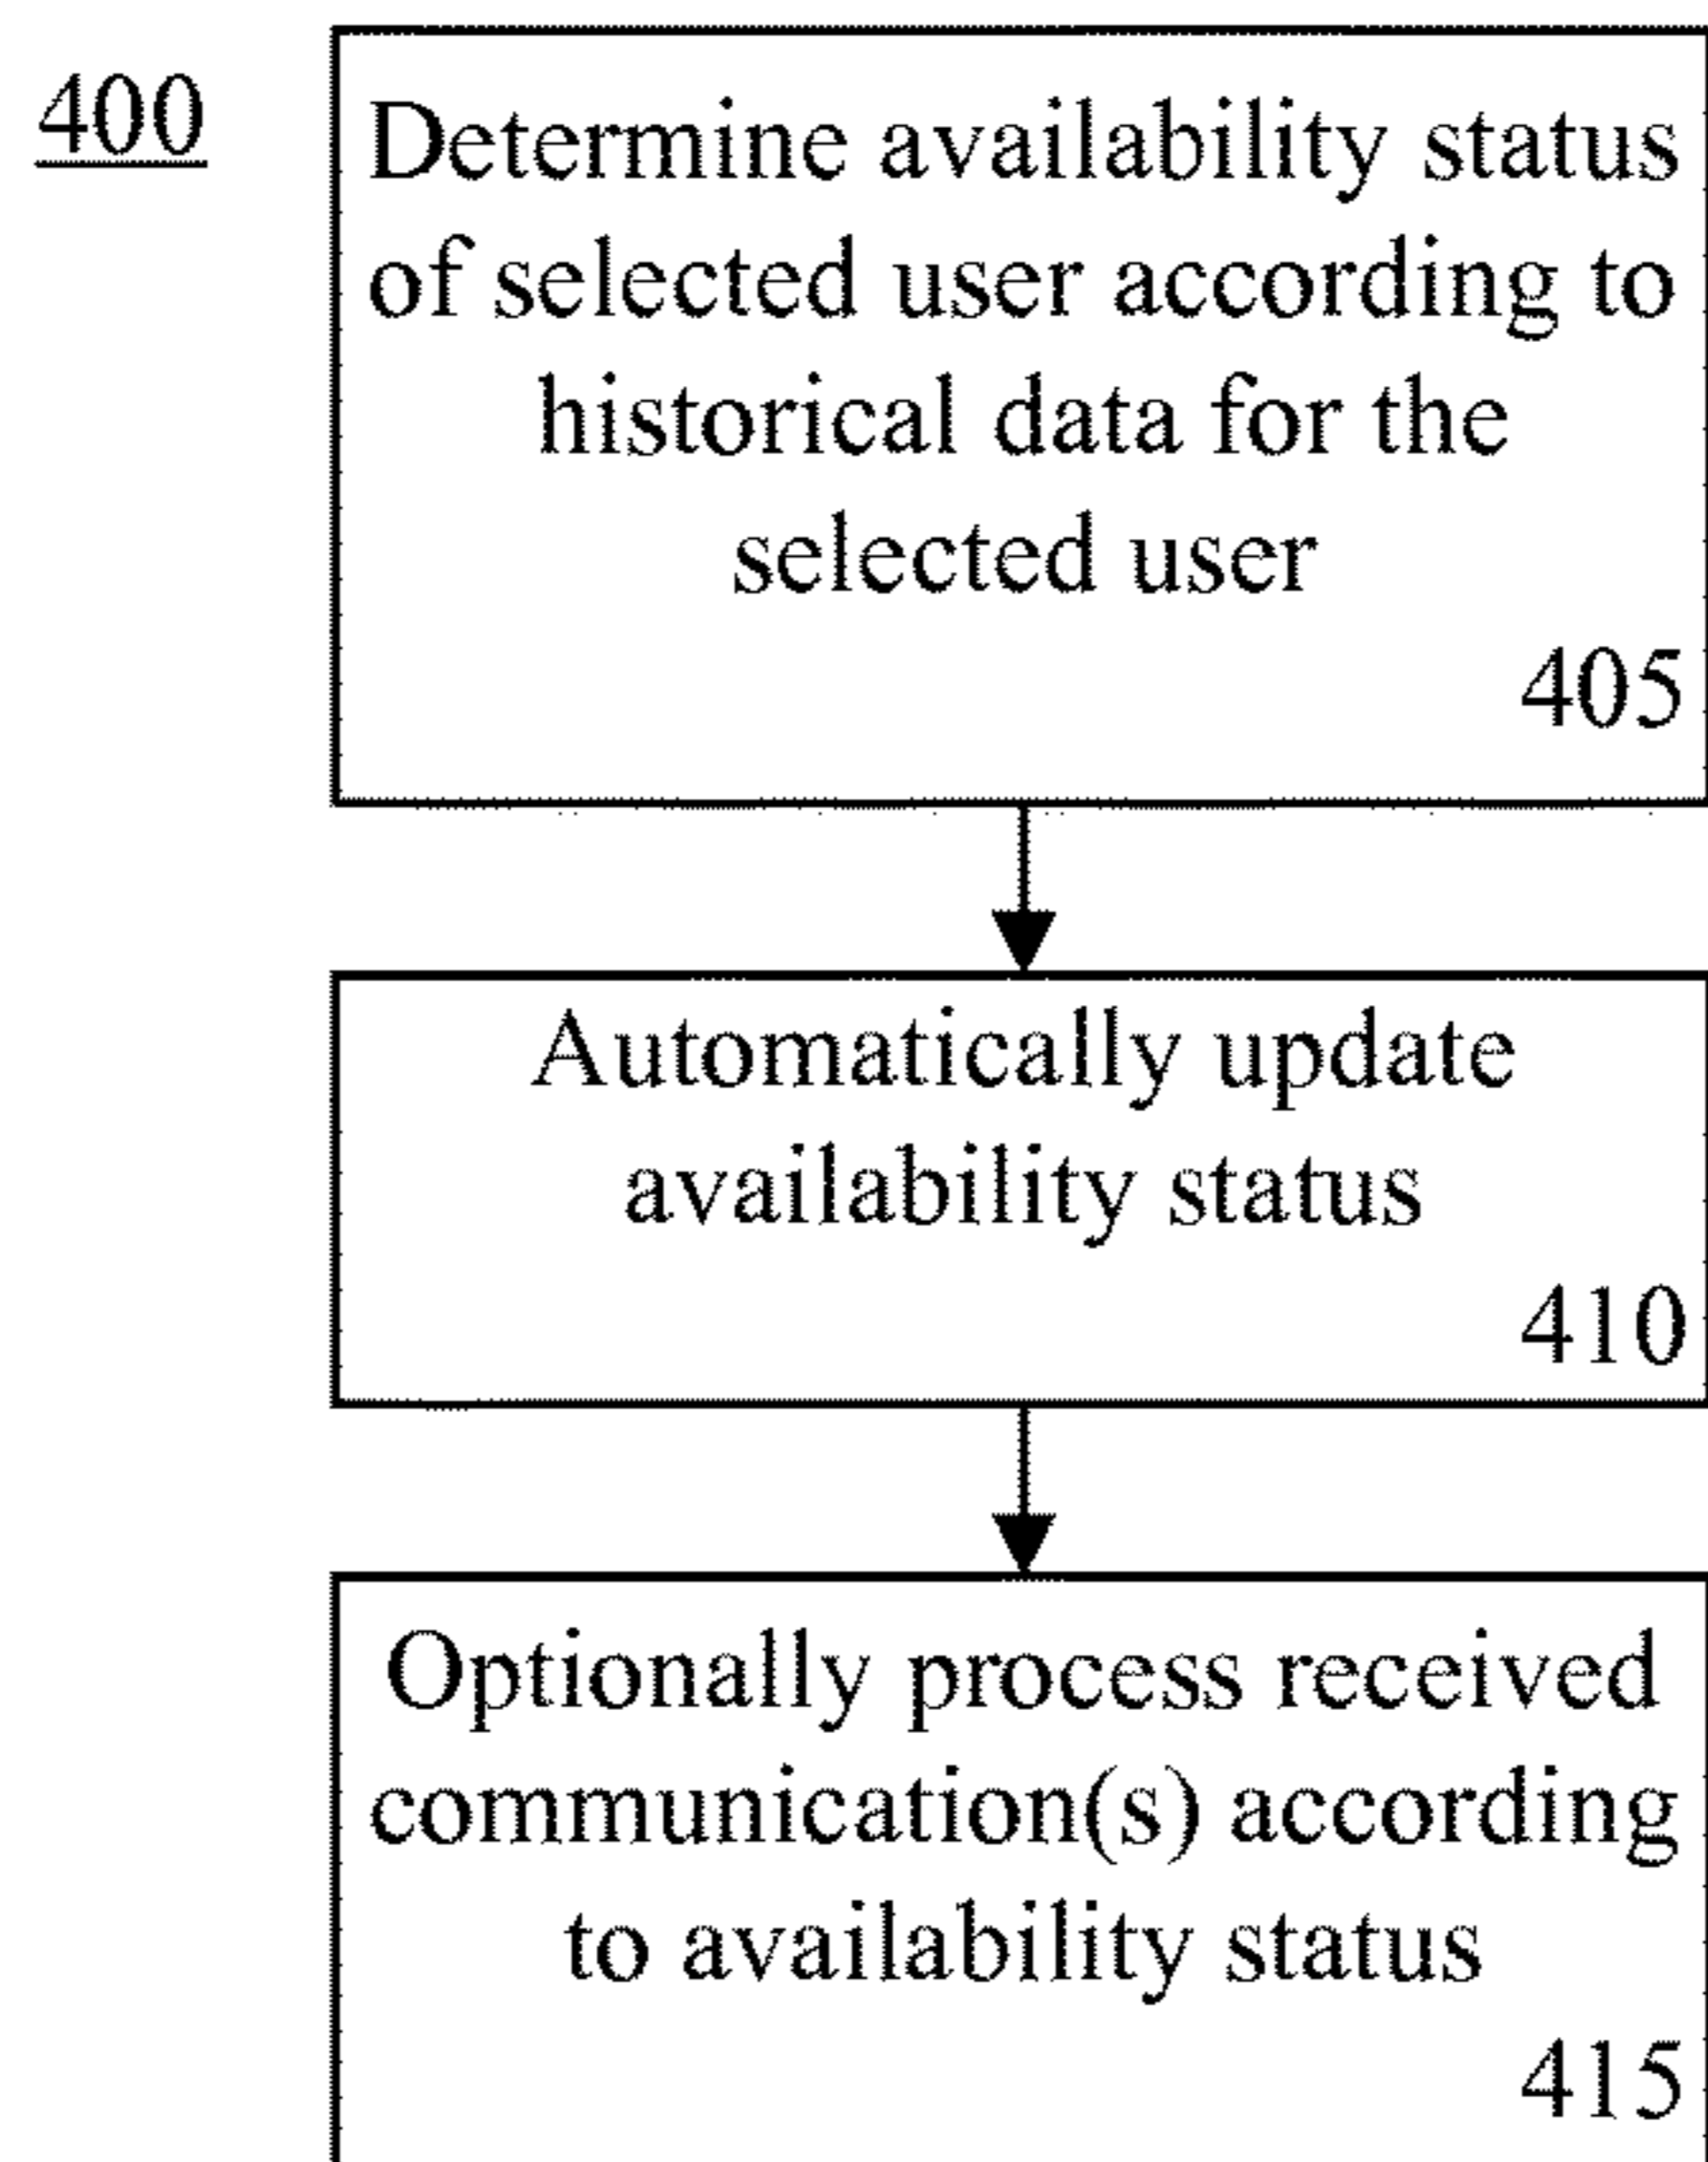 400
Determine availability status
of selected user according to
historical data for the
selected user
405
Automatically update
availability status
410
Optionally process received
communication(s) according
to availability status
415